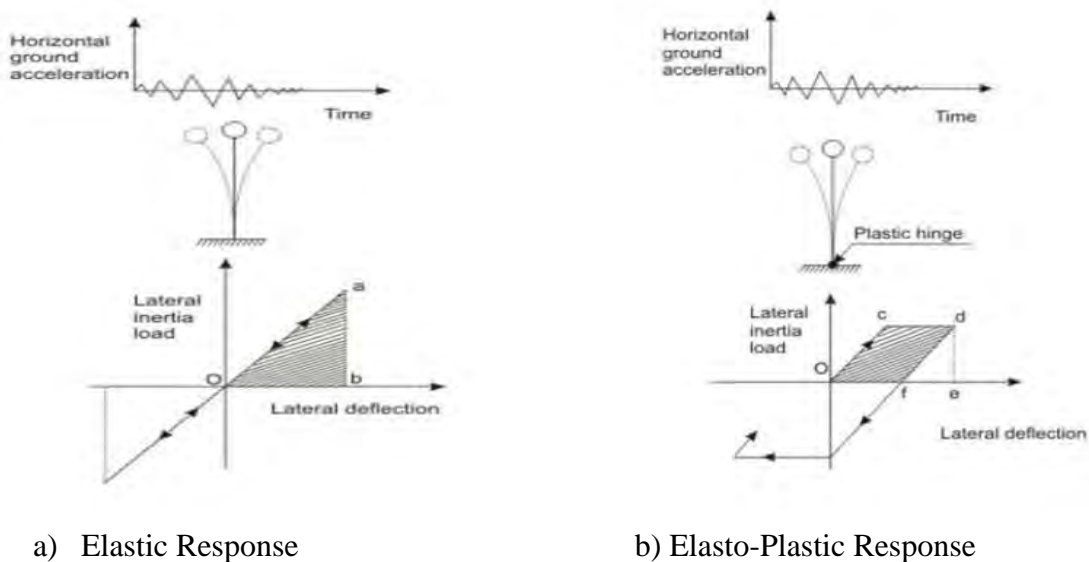 Horizontal
ground
acceleration
Time
Lateral
inertia
load
a
O
b
Lateral deflection
Horizontal
ground
acceleration
Time
Plastic hinge
Lateral
inertia
load
c
d
O
f
e
Lateral deflection
a) Elastic Response
b) Elasto-Plastic Response